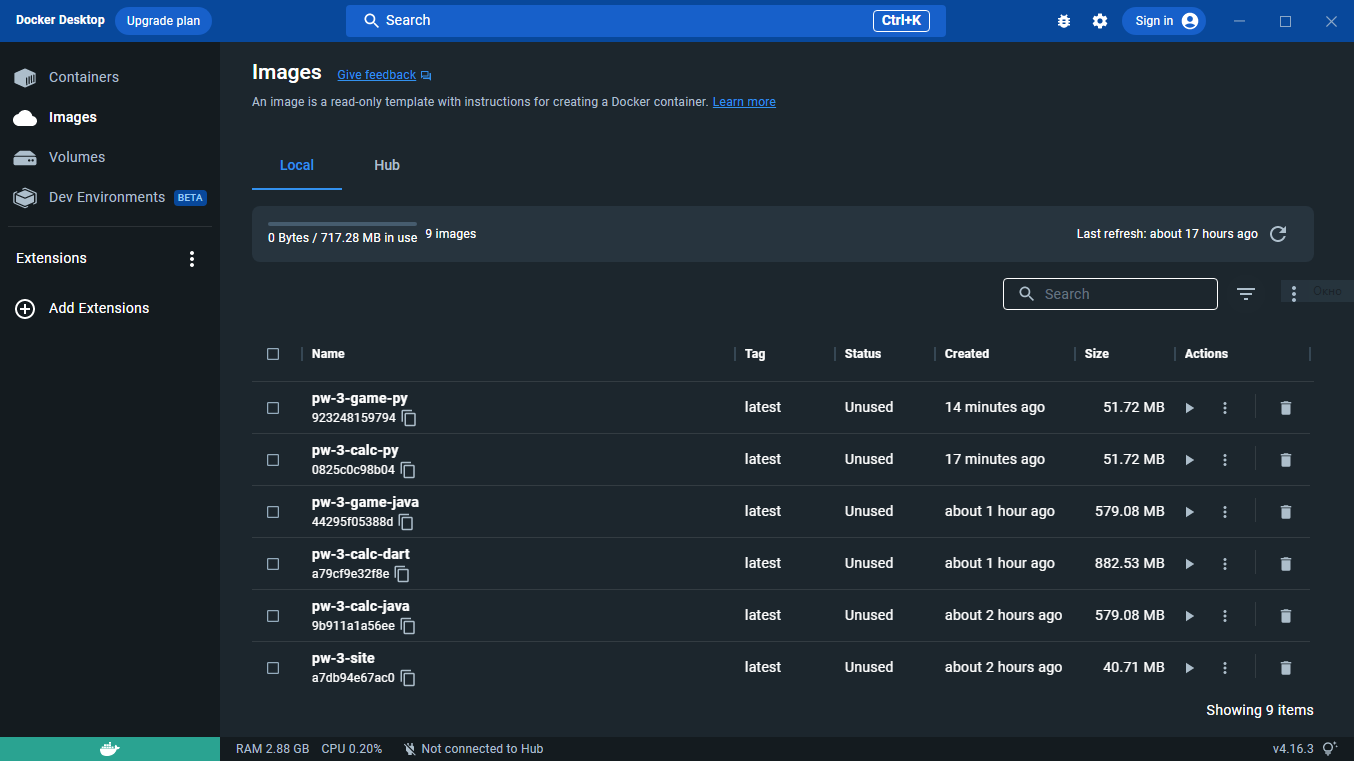 Docker Desktop Upgrade plan Search Ctrl+K Sign in
Containers
Images
Volumes
Dev Environments BETA
Extensions
Add Extensions
Images Give feedback
An image is a read-only template with instructions for creating a Docker container. Learn more
Local Hub
0 Bytes / 717.28 MB in use 9 images Last refresh: about 17 hours ago
Search Окно
Name Tag Status Created Size Actions
pw-3-game-py latest Unused 14 minutes ago 51.72 MB
923248159794
pw-3-calc-py latest Unused 17 minutes ago 51.72 MB
0825c0c98b04
pw-3-game-java latest Unused about 1 hour ago 579.08 MB
44295f05388d
pw-3-calc-dart latest Unused about 1 hour ago 882.53 MB
a79cf9e32f8e
pw-3-calc-java latest Unused about 2 hours ago 579.08 MB
9b911a1a56ee
pw-3-site latest Unused about 2 hours ago 40.71 MB
a7db94e67ac0
Showing 9 items
RAM 2.88 GB CPU 0.20% Not connected to Hub v4.16.3